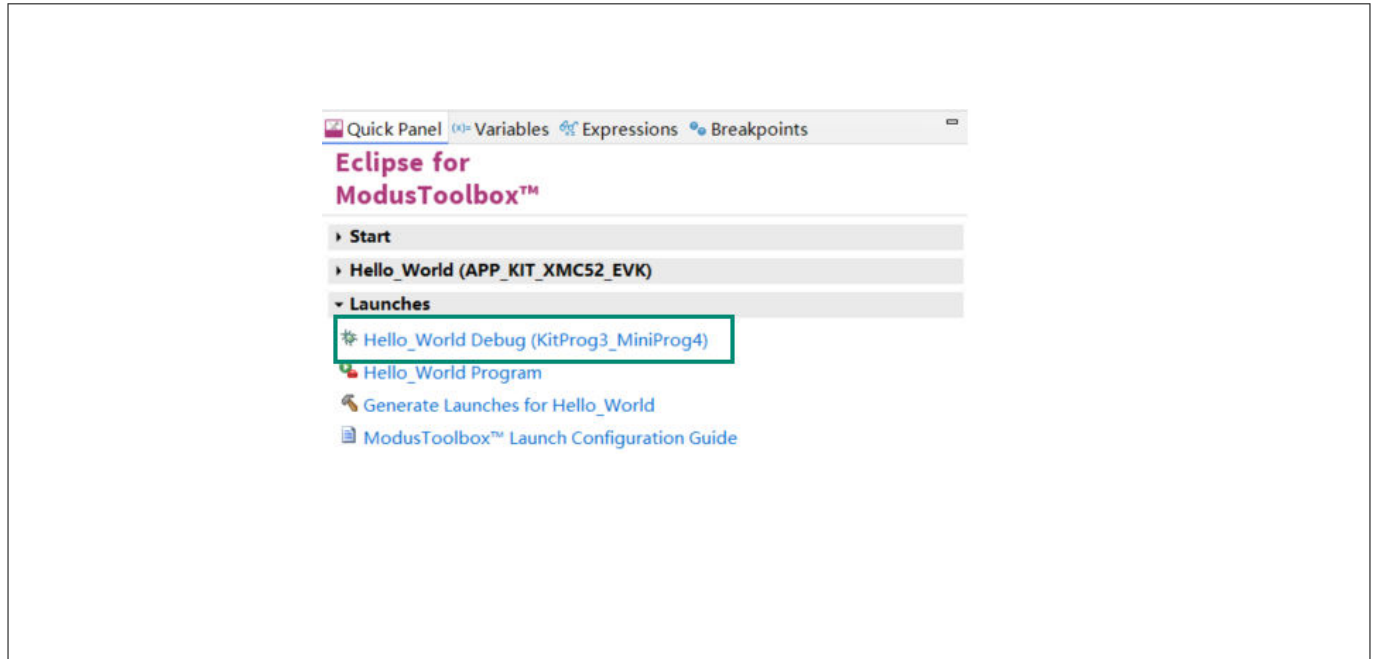 Quick Panel (x)= Variables Expressions Breakpoints
Eclipse for
ModusToolbox™
Start
Hello_World (APP_KIT_XMC52_EVK)
Launches
Hello_World Debug (KitProg3_MiniProg4)
Hello_World Program
Generate Launches for Hello_World
ModusToolbox™ Launch Configuration Guide